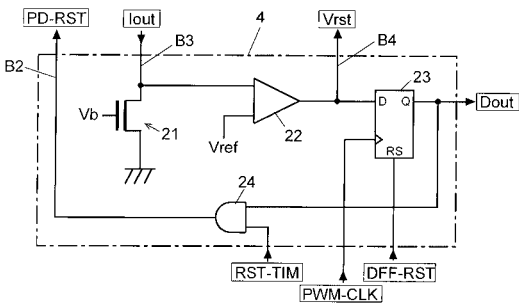 PD-RST
Iout
Vrst
4
B2
B3
B4
23
D
Q
Dout
Vb
21
Vref
22
RS
24
RST-TIM
DFF-RST
PWM-CLK